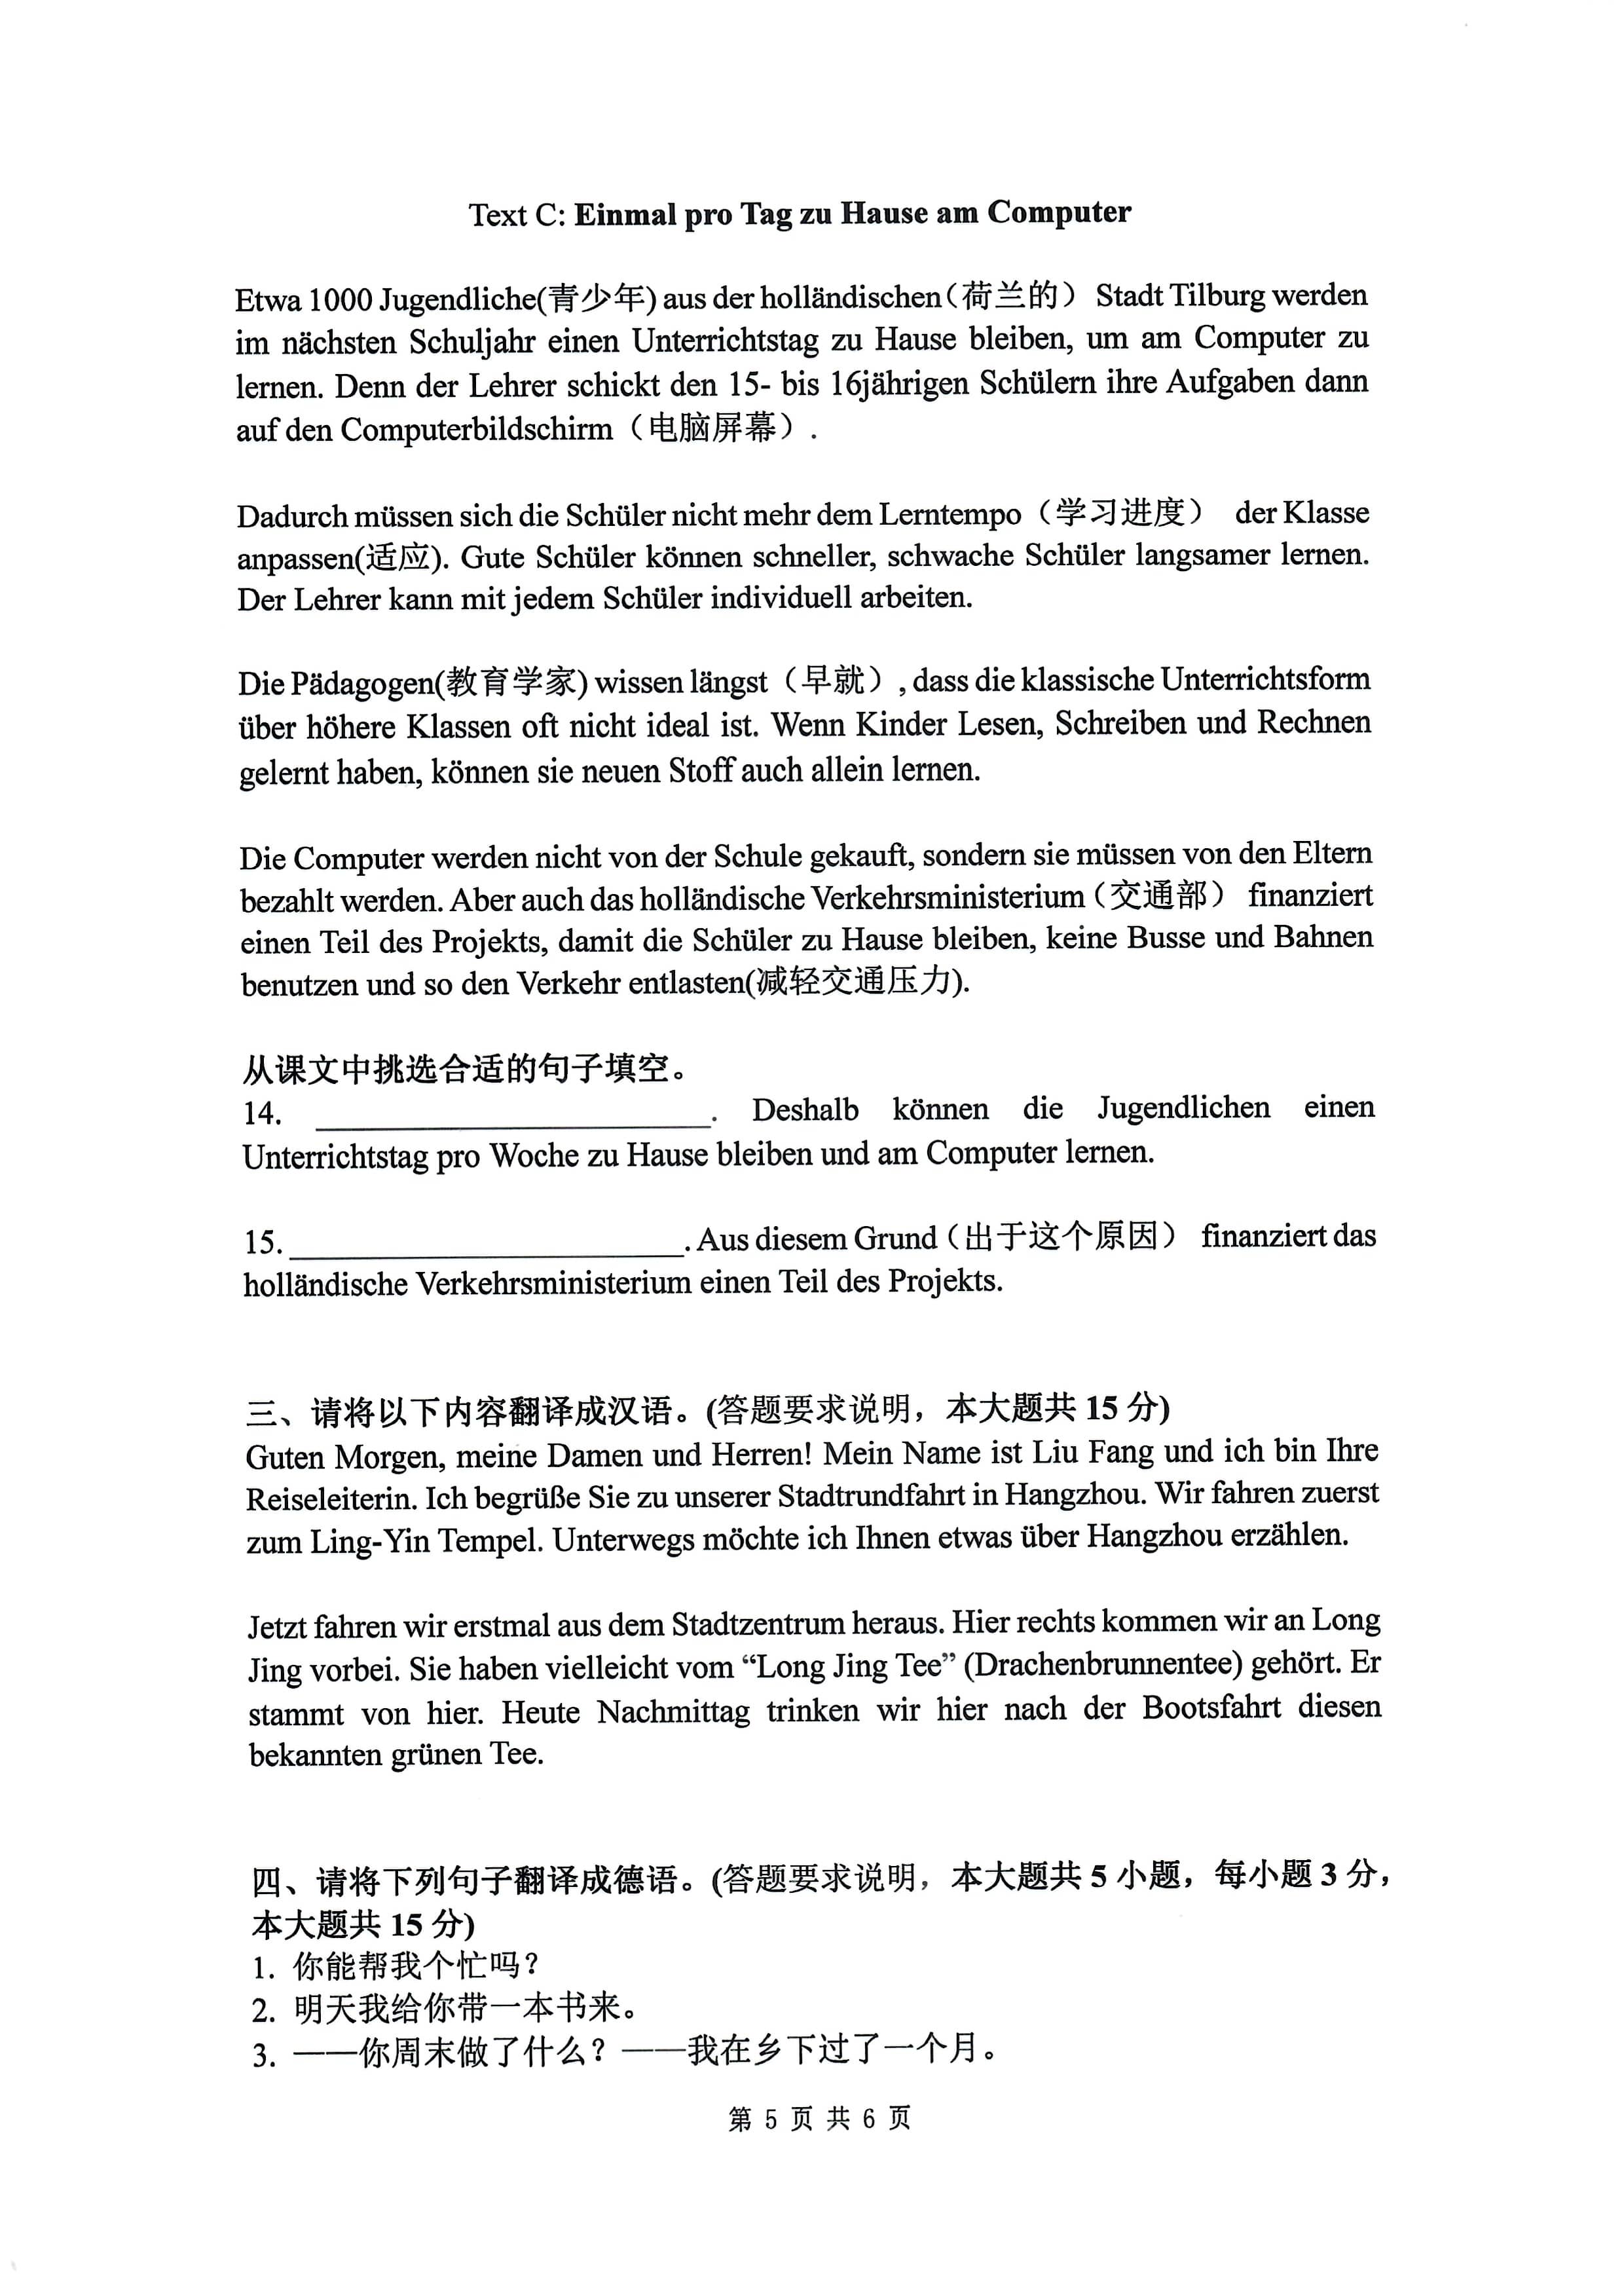 Text C: Einmal pro Tag zu Hause am Computer
Etwa 1000 Jugendliche(青少年) aus der holländischen（荷兰的） Stadt Tilburg werden
im nächsten Schuljahr einen Unterrichtstag zu Hause bleiben, um am Computer zu
lernen. Denn der Lehrer schickt den 15- bis 16jährigen Schülern ihre Aufgaben dann
auf den Computerbildschirm（电脑屏幕）.
Dadurch müssen sich die Schüler nicht mehr dem Lerntempo（学习进度） der Klasse
anpassen(适应). Gute Schüler können schneller, schwache Schüler langsamer lernen.
Der Lehrer kann mit jedem Schüler individuell arbeiten.
Die Pädagogen(教育学家) wissen längst（早就）, dass die klassische Unterrichtsform
über höhere Klassen oft nicht ideal ist. Wenn Kinder Lesen, Schreiben und Rechnen
gelernt haben, können sie neuen Stoff auch allein lernen.
Die Computer werden nicht von der Schule gekauft, sondern sie müssen von den Eltern
bezahlt werden. Aber auch das holländische Verkehrsministerium（交通部） finanziert
einen Teil des Projekts, damit die Schüler zu Hause bleiben, keine Busse und Bahnen
benutzen und so den Verkehr entlasten(减轻交通压力).
从课文中挑选合适的句子填空。
14. ________________________. Deshalb können die Jugendlichen einen
Unterrichtstag pro Woche zu Hause bleiben und am Computer lernen.
15.________________________. Aus diesem Grund（出于这个原因） finanziert das
holländische Verkehrsministerium einen Teil des Projekts.
三、请将以下内容翻译成汉语。(答题要求说明，本大题共 15 分)
Guten Morgen, meine Damen und Herren! Mein Name ist Liu Fang und ich bin Ihre
Reiseleiterin. Ich begrüße Sie zu unserer Stadtrundfahrt in Hangzhou. Wir fahren zuerst
zum Ling-Yin Tempel. Unterwegs möchte ich Ihnen etwas über Hangzhou erzählen.
Jetzt fahren wir erstmal aus dem Stadtzentrum heraus. Hier rechts kommen wir an Long
Jing vorbei. Sie haben vielleicht vom “Long Jing Tee” (Drachenbrunnentee) gehört. Er
stammt von hier. Heute Nachmittag trinken wir hier nach der Bootsfahrt diesen
bekannten grünen Tee.
四、请将下列句子翻译成德语。(答题要求说明，本大题共 5 小题，每小题 3 分，
本大题共 15 分)
1. 你能帮我个忙吗？
2. 明天我给你带一本书来。
3. ——你周末做了什么？——我在乡下过了一个月。
第 5 页 共 6 页